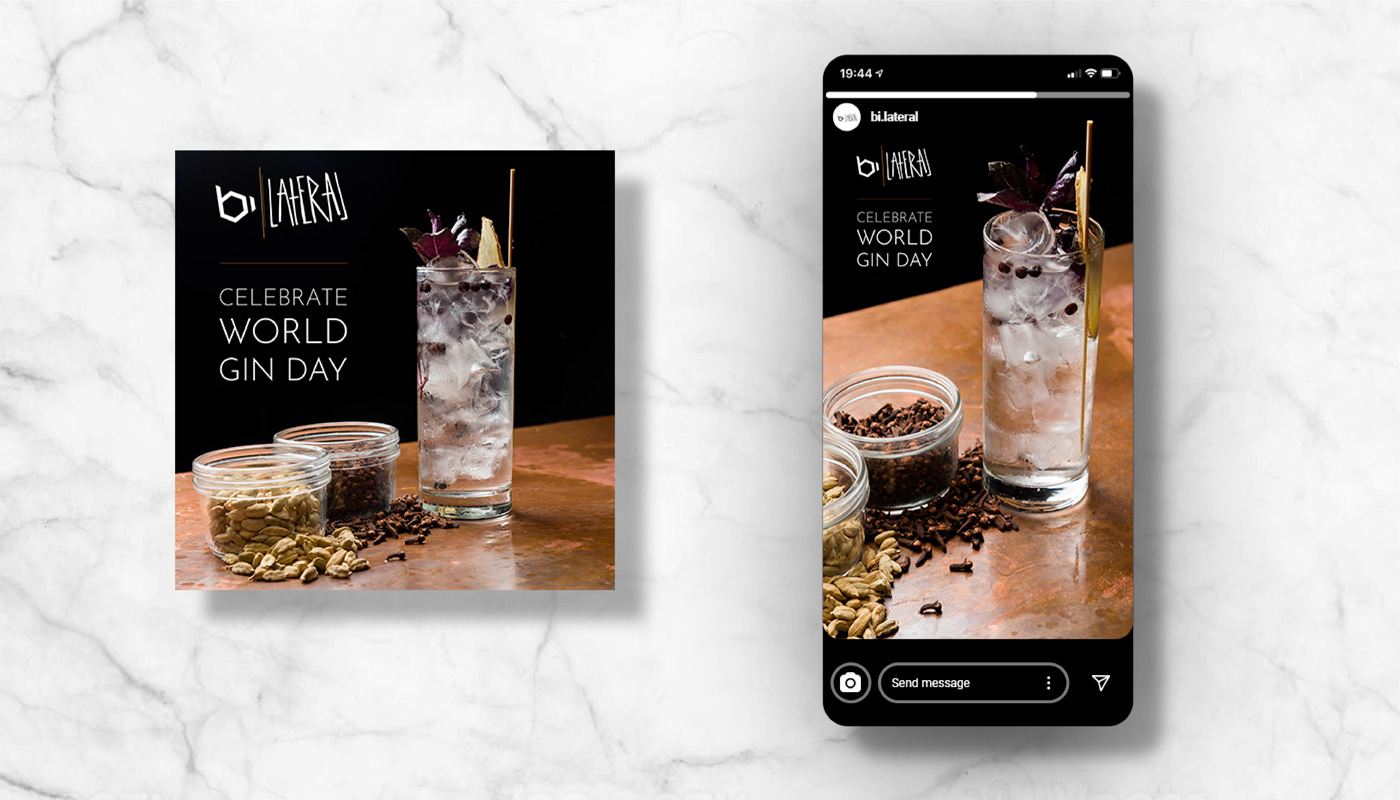 bi LATERAL
CELEBRATE
WORLD
GIN DAY
19:44
bi.lateral
bi LATERAL
CELEBRATE
WORLD
GIN DAY
Send message